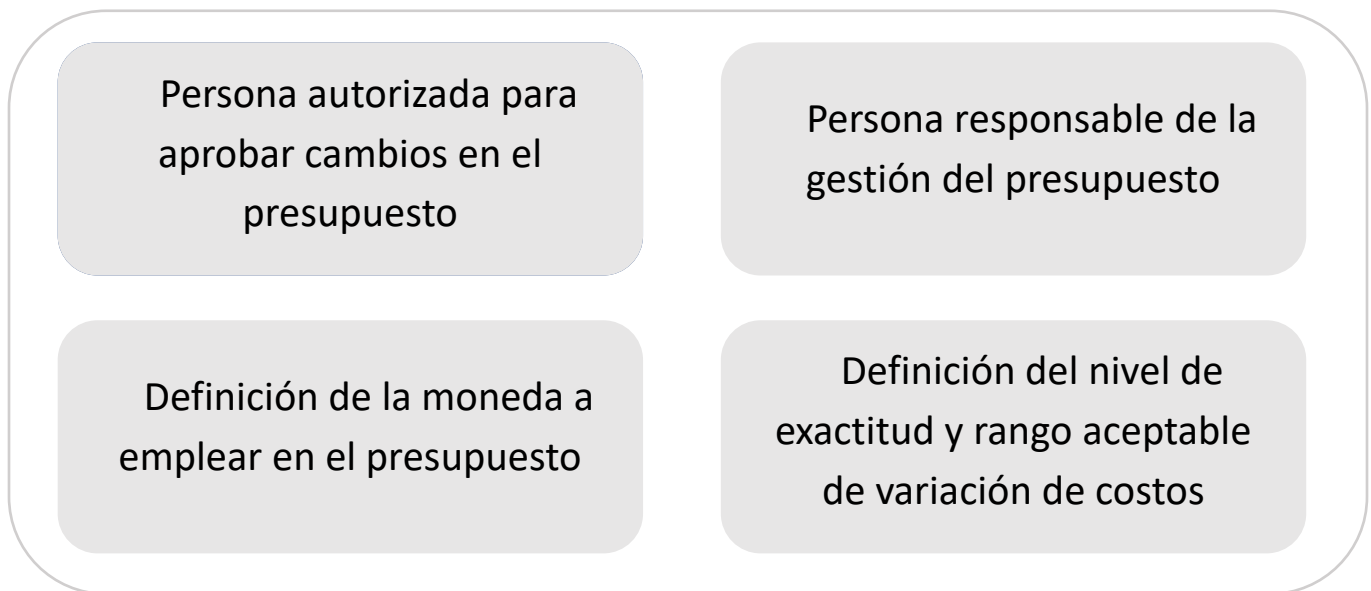 Persona autorizada para
aprobar cambios en el
presupuesto
Persona responsable de la
gestión del presupuesto
Definición de la moneda a
emplear en el presupuesto
Definición del nivel de
exactitud y rango aceptable
de variación de costos